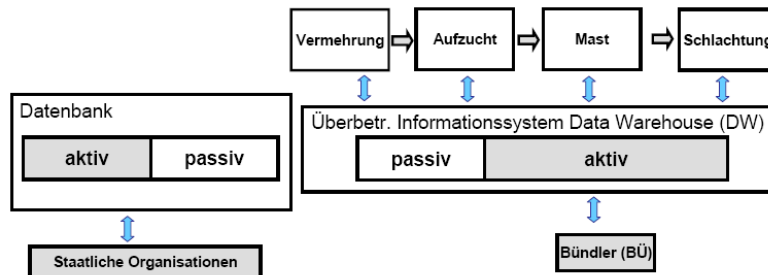 Vermehrung
Aufzucht
Mast
Schlachtung
Datenbank
aktiv
passiv
Staatliche Organisationen
Überbetr. Informationssystem Data Warehouse (DW)
passiv
aktiv
Bündler (BÜ)